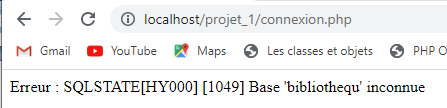 localhost/projet_1/connexion.php
Gmail YouTube Maps Les classes et objets PHP O
Erreur : SQLSTATE[HY000] [1049] Base 'bibliothequ' inconnue